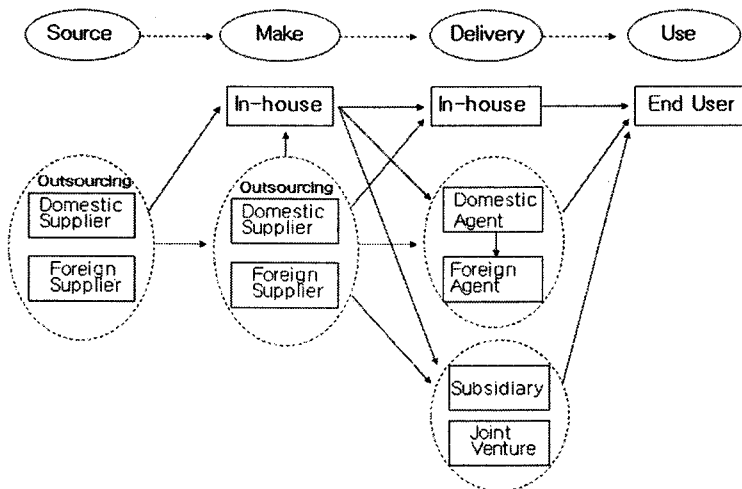 Source
Make
Delivery
Use
In-house
In-house
End User
Outsourcing
Domestic
Supplier
Foreign
Supplier
Outsourcing
Domestic
Supplier
Foreign
Supplier
Domestic
Agent
Foreign
Agent
Subsidiary
Joint
Venture